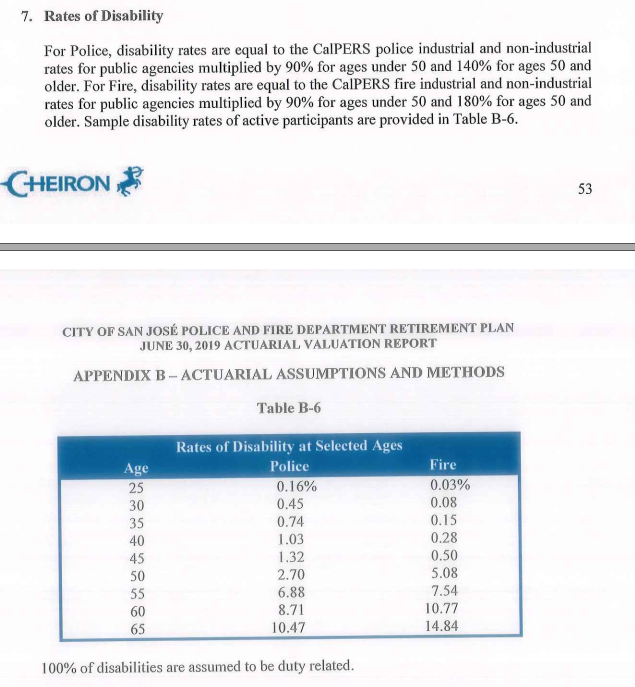 7. Rates of Disability
For Police, disability rates are equal to the CalPERS police industrial and non-industrial
rates for public agencies multiplied by 90% for ages under 50 and 140% for ages 50 and
older. For Fire, disability rates are equal to the CalPERS fire industrial and non-industrial
rates for public agencies multiplied by 90% for ages under 50 and 180% for ages 50 and
older. Sample disability rates of active participants are provided in Table B-6.
CHEIRON
53
CITY OF SAN JOSÉ POLICE AND FIRE DEPARTMENT RETIREMENT PLAN
JUNE 30, 2019 ACTUARIAL VALUATION REPORT
APPENDIX B – ACTUARIAL ASSUMPTIONS AND METHODS
Table B-6
Rates of Disability at Selected Ages
Age Police Fire
25 0.16% 0.03%
30 0.45 0.08
35 0.74 0.15
40 1.03 0.28
45 1.32 0.50
50 2.70 5.08
55 6.88 7.54
60 8.71 10.77
65 10.47 14.84
100% of disabilities are assumed to be duty related.